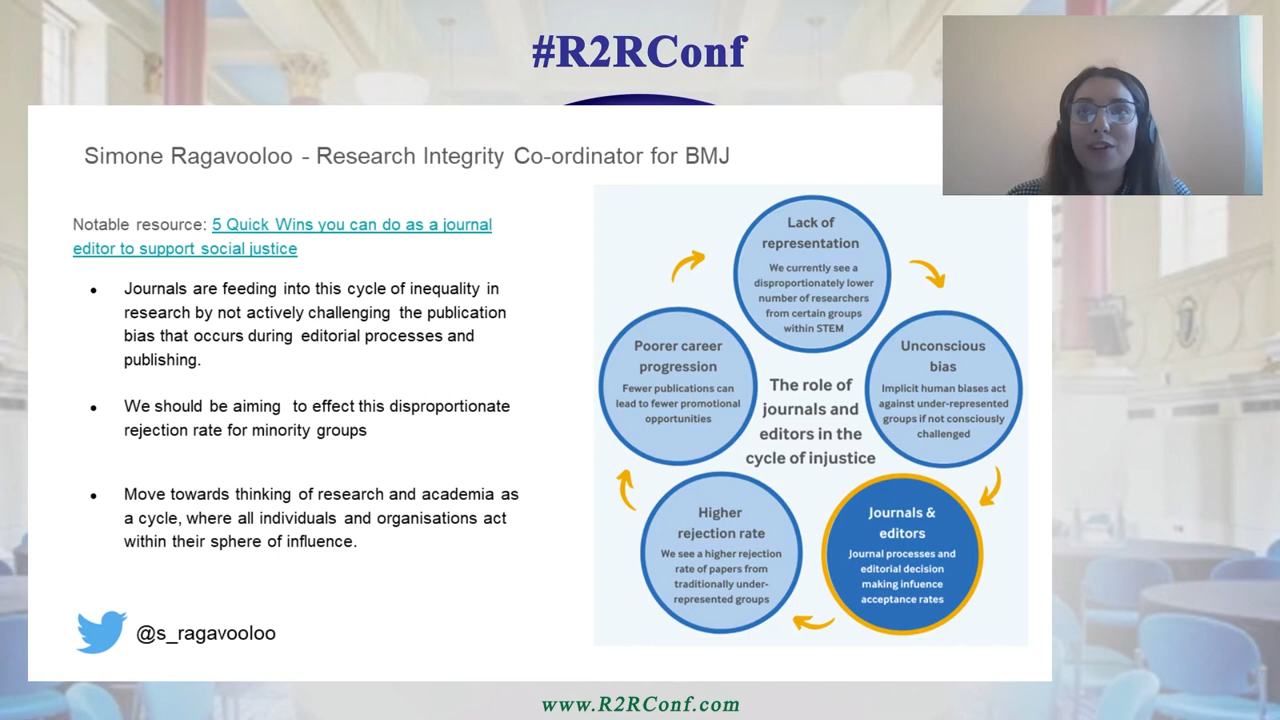 #R2RConf
Simone Ragavooloo - Research Integrity Co-ordinator for BMJ
Notable resource: 5 Quick Wins you can do as a journal
editor to support social justice
• Journals are feeding into this cycle of inequality in
research by not actively challenging the publication
bias that occurs during editorial processes and
publishing.
• We should be aiming to effect this disproportionate
rejection rate for minority groups
• Move towards thinking of research and academia as
a cycle, where all individuals and organisations act
within their sphere of influence.
@s_ragavooloo
Lack of
representation
We currently see a
disproportionately lower
number of researchers
from certain groups
within STEM
Unconscious
bias
Implicit human biases act
against under-represented
groups if not consciously
challenged
Journals &
editors
Journal processes and
editorial decision
making infuence
acceptance rates
Higher
rejection rate
We see a higher rejection
rate of papers from
traditionally under-
represented groups
Poorer career
progression
Fewer publications can
lead to fewer promotional
opportunities
The role of
journals and
editors in the
cycle of injustice
www.R2RConf.com